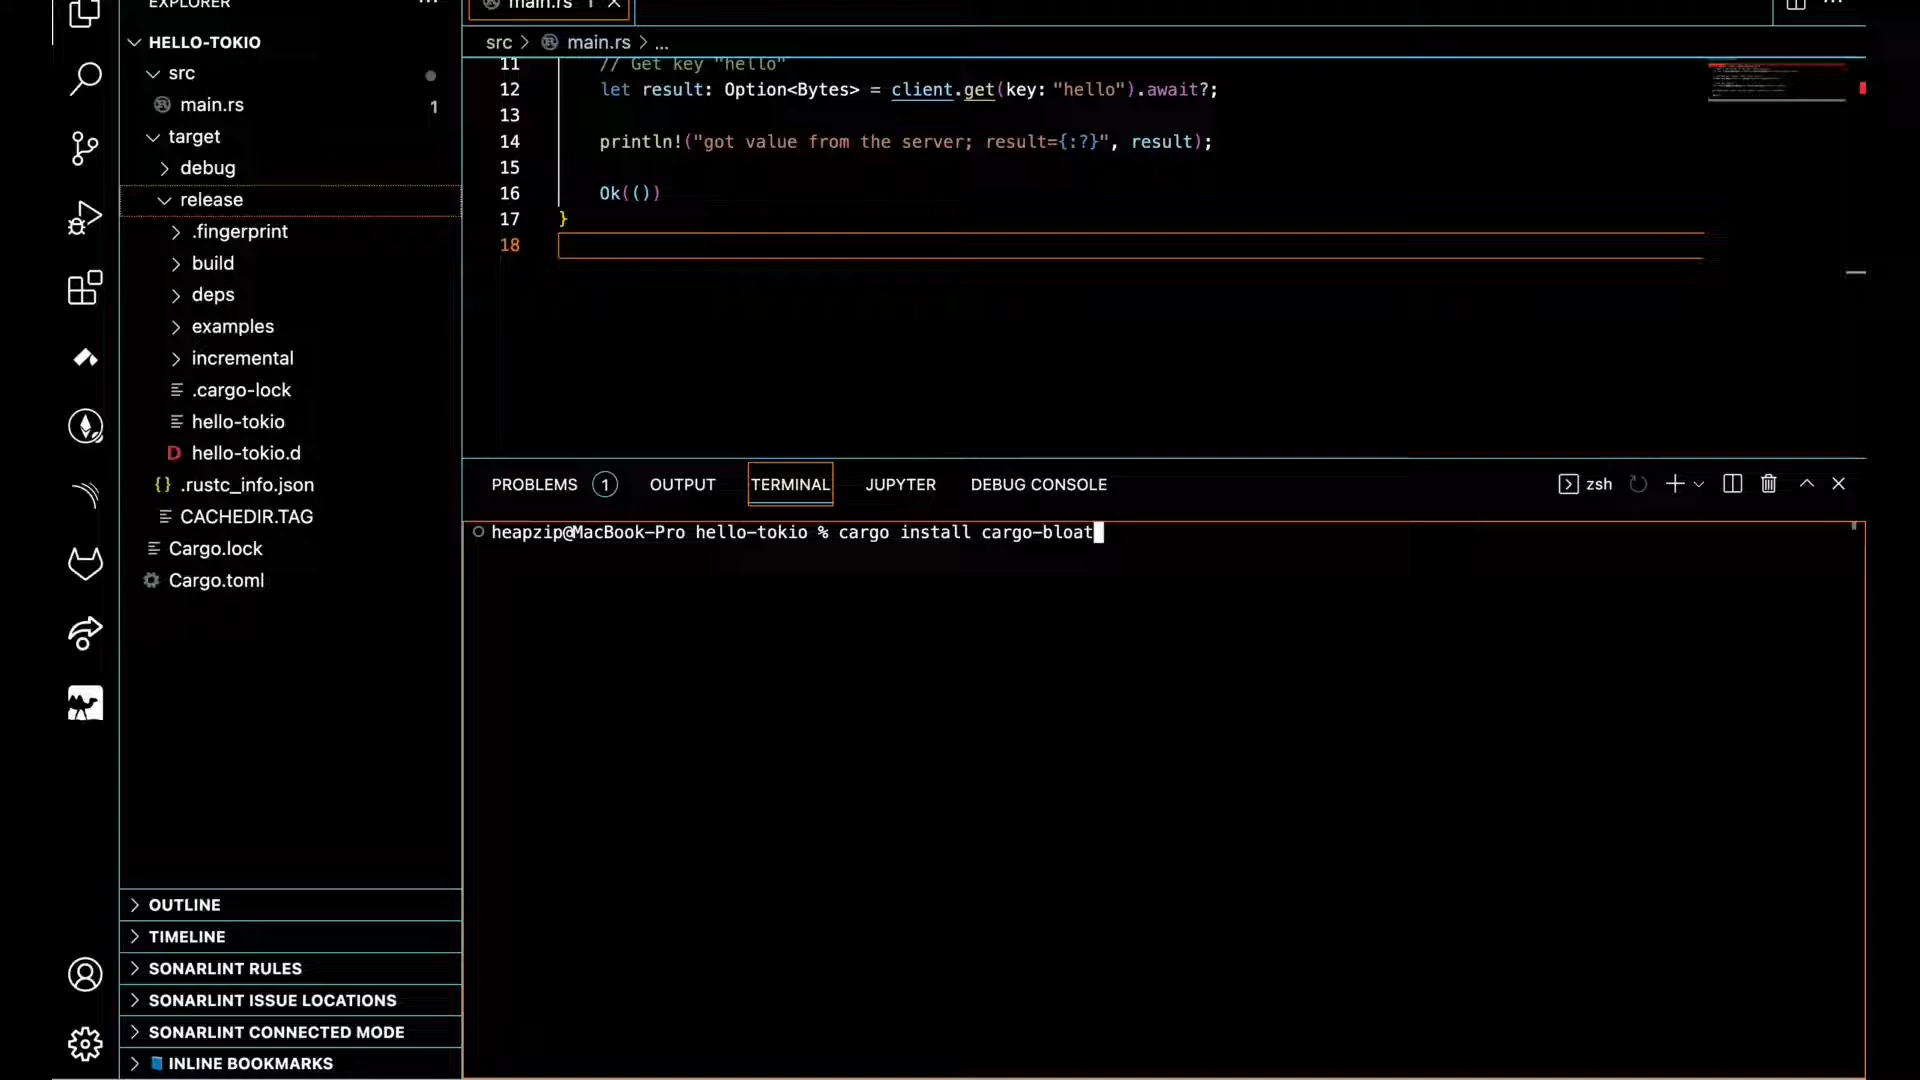 EXPLORER
HELLO-TOKIO
src
main.rs 1
target
debug
release
.fingerprint
build
deps
examples
incremental
.cargo-lock
hello-tokio
D hello-tokio.d
{} .rustc_info.json
CACHEDIR.TAG
Cargo.lock
Cargo.toml
OUTLINE
TIMELINE
SONARLINT RULES
SONARLINT ISSUE LOCATIONS
SONARLINT CONNECTED MODE
INLINE BOOKMARKS
main.rs 1
src > main.rs > ...
11 // Get key "hello"
12 let result: Option<Bytes> = client.get(key: "hello").await?;
13
14 println!("got value from the server; result={:?}", result);
15
16 Ok(())
17 }
18
PROBLEMS 1 OUTPUT TERMINAL JUPYTER DEBUG CONSOLE zsh
heapzip@MacBook-Pro hello-tokio % cargo install cargo-bloat